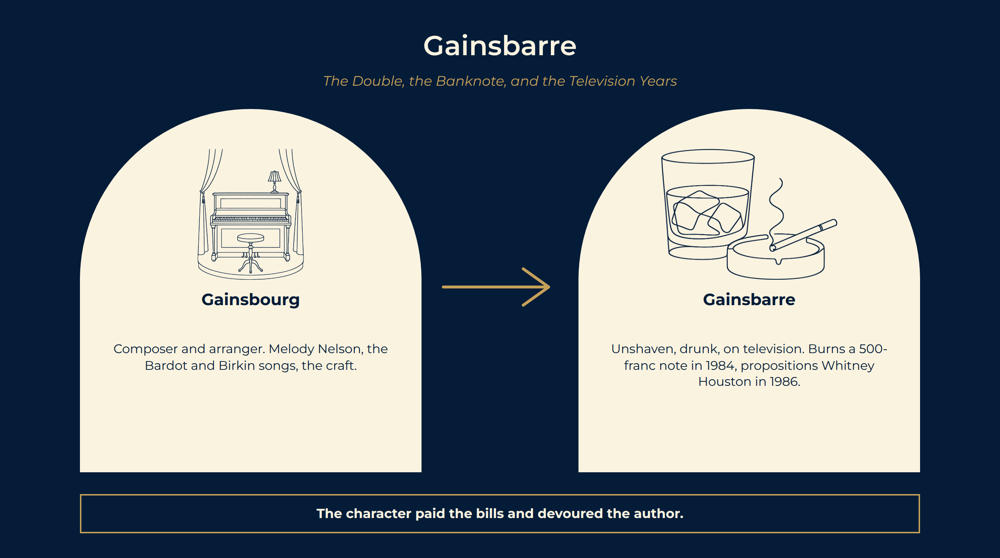 Gainsbarre
The Double, the Banknote, and the Television Years
Gainsbourg
Composer and arranger. Melody Nelson, the
Bardot and Birkin songs, the craft.
Gainsbarre
Unshaven, drunk, on television. Burns a 500-
franc note in 1984, propositions Whitney
Houston in 1986.
The character paid the bills and devoured the author.